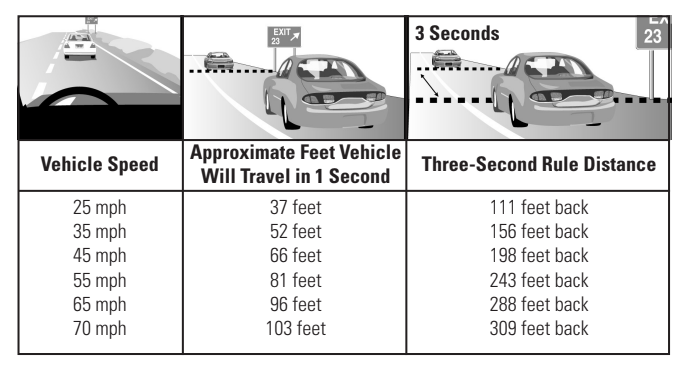 EXIT
23
3 Seconds
23
Vehicle Speed
Approximate Feet Vehicle
Will Travel in 1 Second
Three-Second Rule Distance
25 mph 37 feet 111 feet back
35 mph 52 feet 156 feet back
45 mph 66 feet 198 feet back
55 mph 81 feet 243 feet back
65 mph 96 feet 288 feet back
70 mph 103 feet 309 feet back